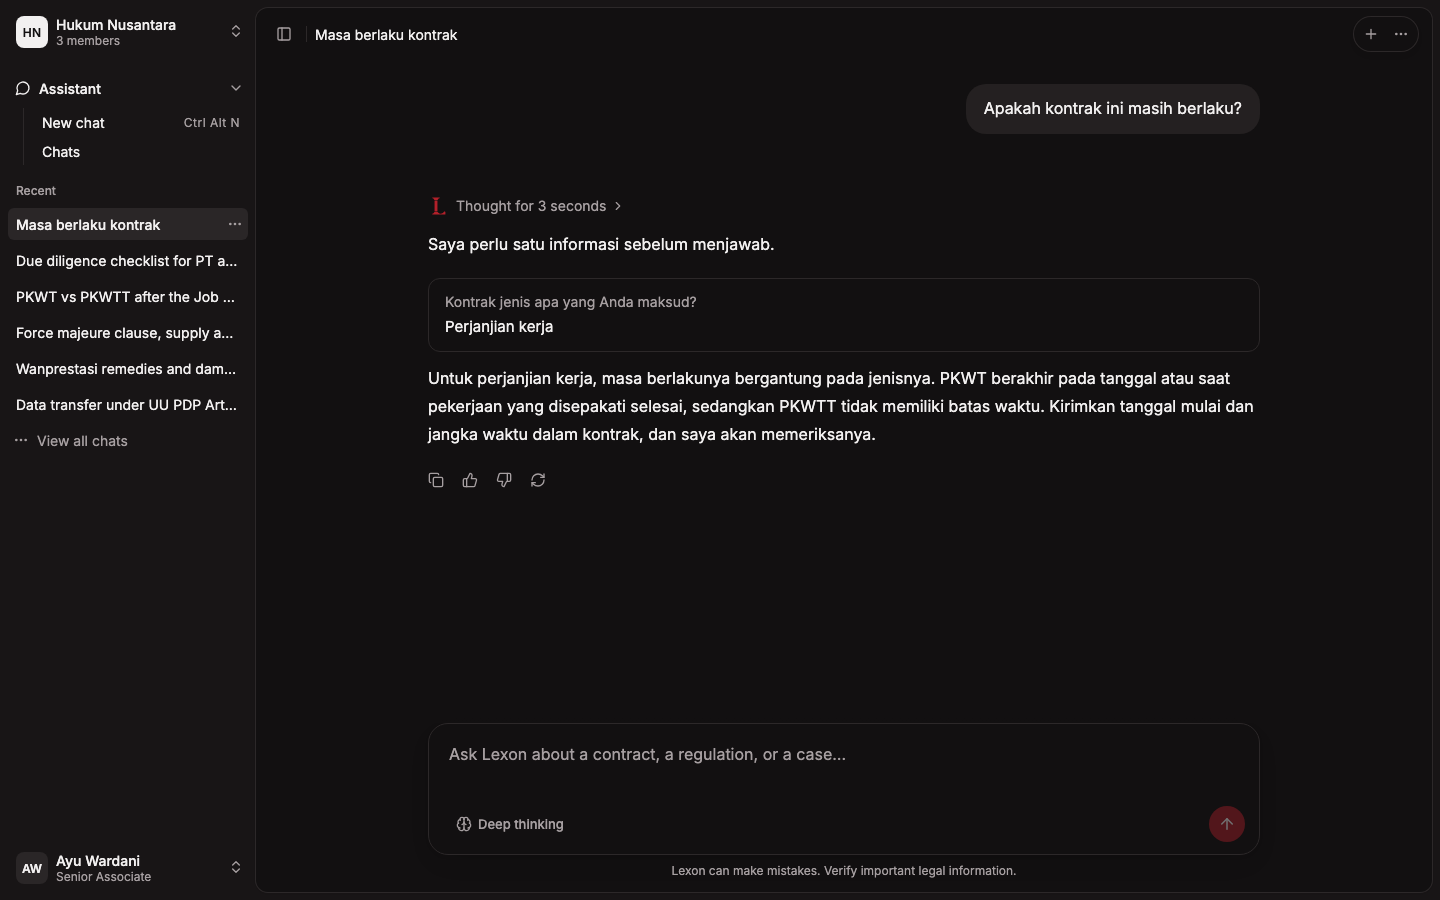 HN
Hukum Nusantara
3 members
Assistant
New chat
Ctrl Alt N
Chats
Recent
Masa berlaku kontrak
Due diligence checklist for PT a...
PKWT vs PKWTT after the Job ...
Force majeure clause, supply a...
Wanprestasi remedies and dam...
Data transfer under UU PDP Art...
View all chats
AW
Ayu Wardani
Senior Associate
Masa berlaku kontrak
Apakah kontrak ini masih berlaku?
L
Thought for 3 seconds
Saya perlu satu informasi sebelum menjawab.
Kontrak jenis apa yang Anda maksud?
Perjanjian kerja
Untuk perjanjian kerja, masa berlakunya bergantung pada jenisnya. PKWT berakhir pada tanggal atau saat
pekerjaan yang disepakati selesai, sedangkan PKWTT tidak memiliki batas waktu. Kirimkan tanggal mulai dan
jangka waktu dalam kontrak, dan saya akan memeriksanya.
Ask Lexon about a contract, a regulation, or a case...
Deep thinking
Lexon can make mistakes. Verify important legal information.